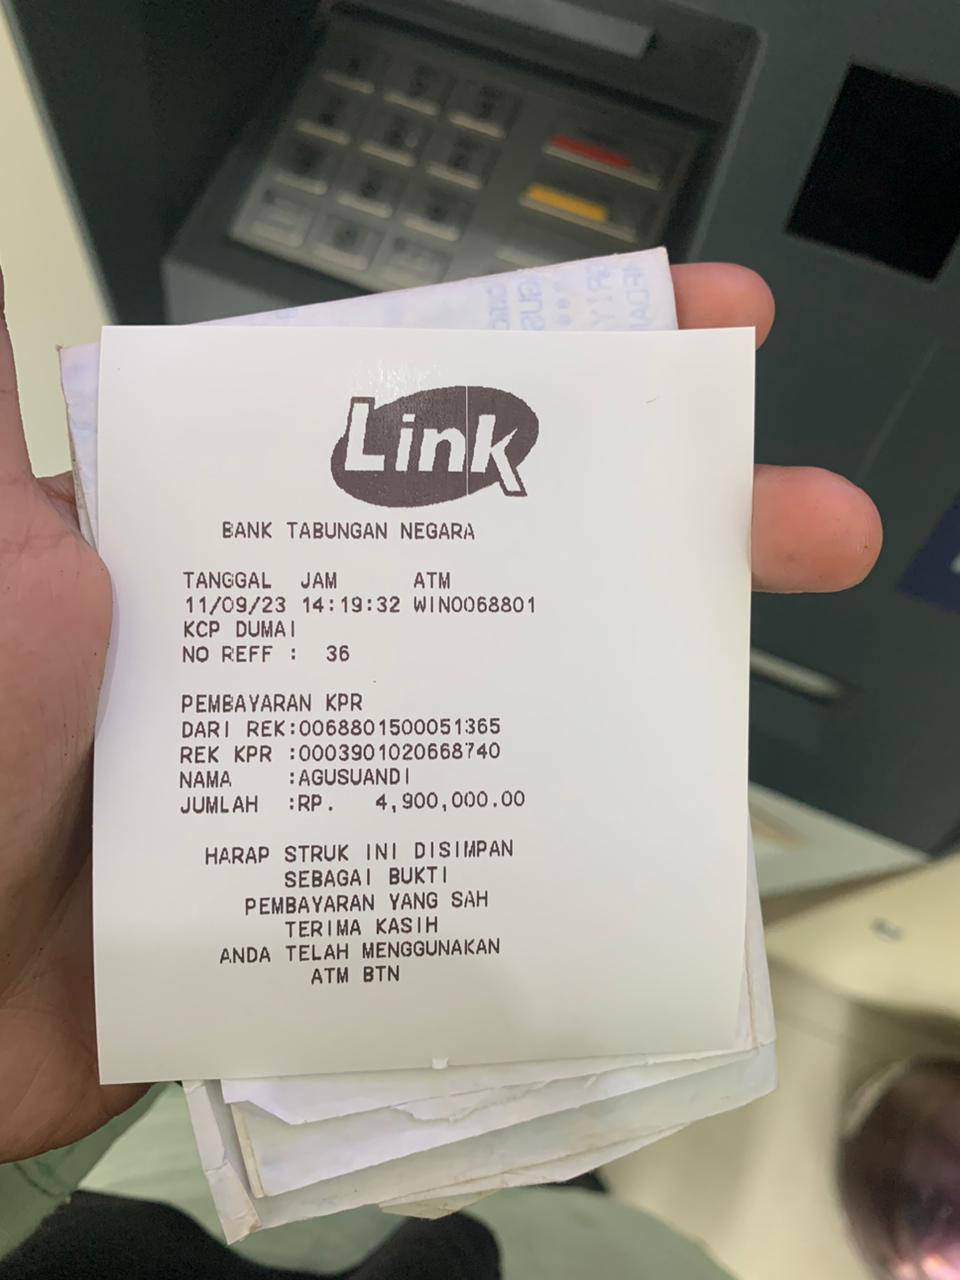 Link
BANK TABUNGAN NEGARA
TANGGAL JAM ATM
11/09/23 14:19:32 WIN0068801
KCP DUMAI
NO REFF : 36
PEMBAYARAN KPR
DARI REK:0068801500051365
REK KPR :0003901020668740
NAMA :AGUSUANDI
JUMLAH :RP. 4,900,000.00
HARAP STRUK INI DISIMPAN
SEBAGAI BUKTI
PEMBAYARAN YANG SAH
TERIMA KASIH
ANDA TELAH MENGGUNAKAN
ATM BTN